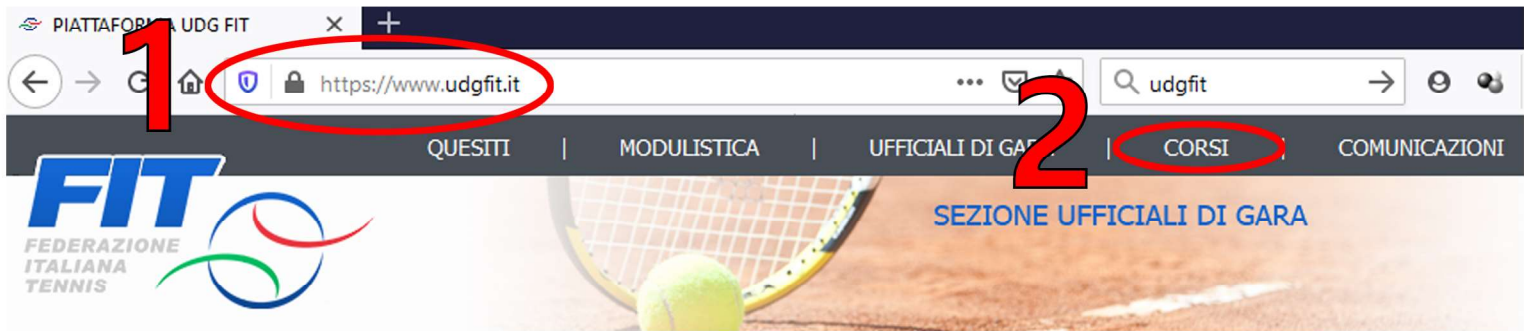 PIATTAFORMA UDG FIT
1
https://www.udgfit.it
udgfit
2
QUESITI | MODULISTICA | UFFICIALI DI GARA | CORSI | COMUNICAZIONI
FIT
FEDERAZIONE
ITALIANA
TENNIS
SEZIONE UFFICIALI DI GARA